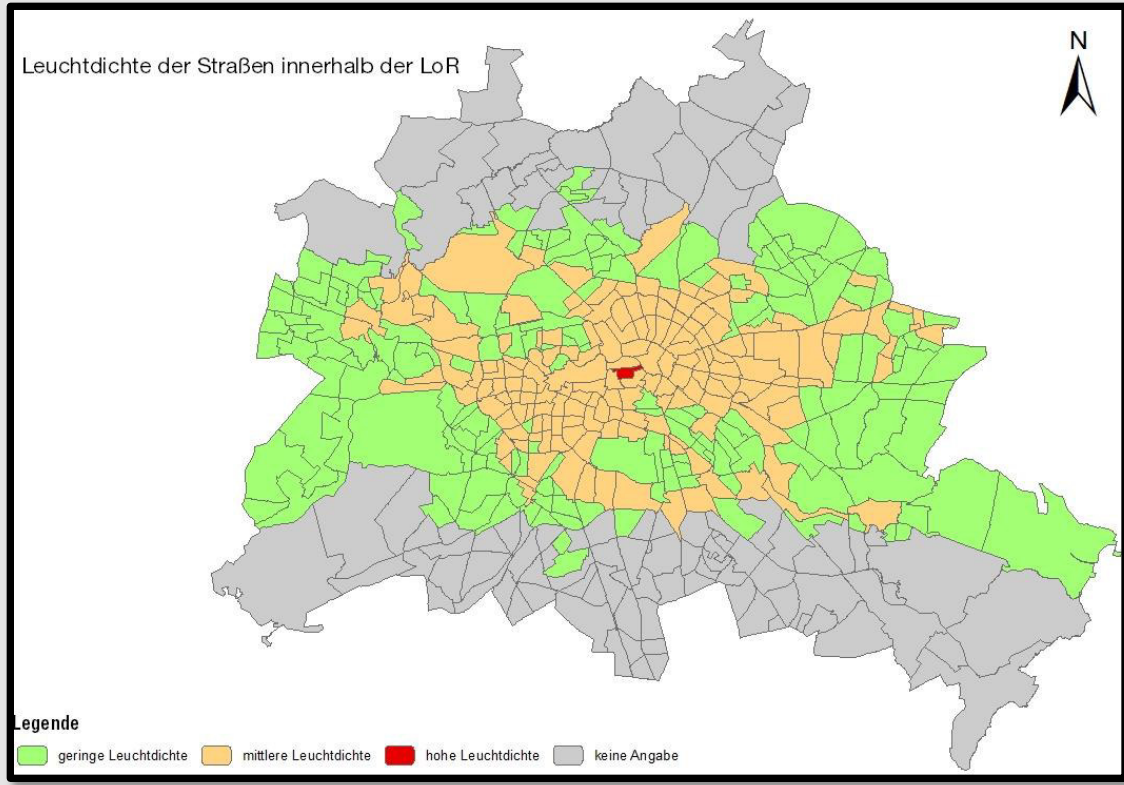 Leuchtdichte der Straßen innerhalb der LoR
N
Legende
geringe Leuchtdichte
mittlere Leuchtdichte
hohe Leuchtdichte
keine Angabe